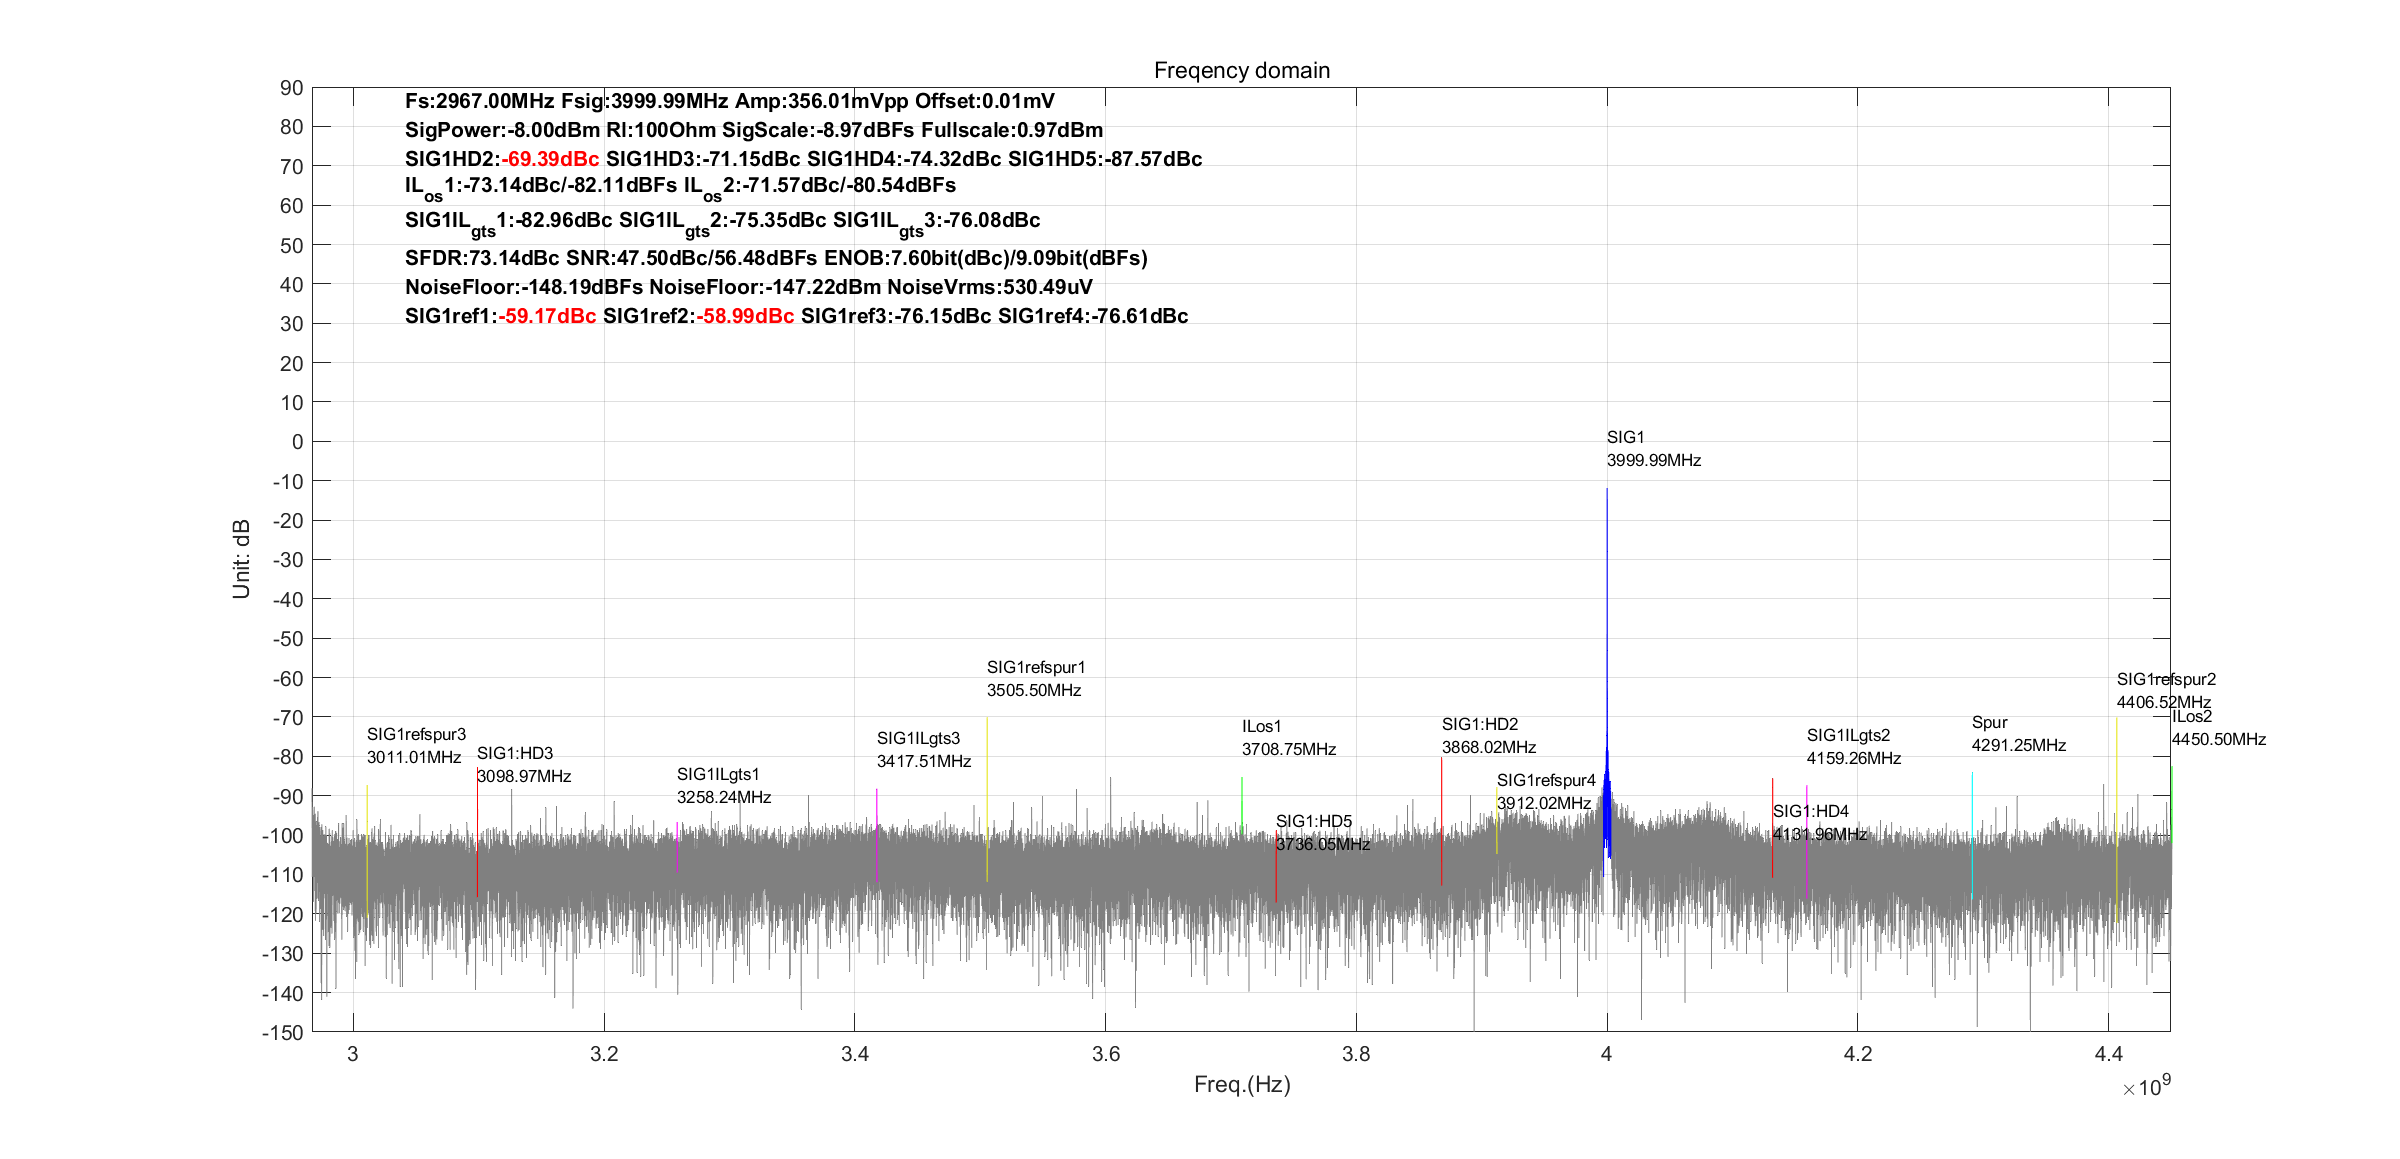 Freqency domain
Fs:2967.00MHz Fsig:3999.99MHz Amp:356.01mVpp Offset:0.01mV
SigPower:-8.00dBm Rl:100Ohm SigScale:-8.97dBFs Fullscale:0.97dBm
SIG1HD2:-69.39dBc SIG1HD3:-71.15dBc SIG1HD4:-74.32dBc SIG1HD5:-87.57dBc
ILos1:-73.14dBc/-82.11dBFs ILos2:-71.57dBc/-80.54dBFs
SIG1ILgts1:-82.96dBc SIG1ILgts2:-75.35dBc SIG1ILgts3:-76.08dBc
SFDR:73.14dBc SNR:47.50dBc/56.48dBFs ENOB:7.60bit(dBc)/9.09bit(dBFs)
NoiseFloor:-148.19dBFs NoiseFloor:-147.22dBm NoiseVrms:530.49uV
SIG1ref1:-59.17dBc SIG1ref2:-58.99dBc SIG1ref3:-76.15dBc SIG1ref4:-76.61dBc
90
80
70
60
50
40
30
20
10
0
-10
-20
-30
-40
-50
-60
-70
-80
-90
-100
-110
-120
-130
-140
-150
Unit: dB
SIG1refspur3
3011.01MHz
SIG1:HD3
3098.97MHz
SIG1ILgts1
3258.24MHz
SIG1ILgts3
3417.51MHz
SIG1refspur1
3505.50MHz
ILos1
3708.75MHz
SIG1:HD5
3736.05MHz
SIG1:HD2
3868.02MHz
SIG1refspur4
3912.02MHz
SIG1
3999.99MHz
SIG1:HD4
4131.96MHz
SIG1ILgts2
4159.26MHz
Spur
4291.25MHz
SIG1refspur2
4406.52MHz
ILos2
4450.50MHz
3 3.2 3.4 3.6 3.8 4 4.2 4.4
×10^9
Freq.(Hz)